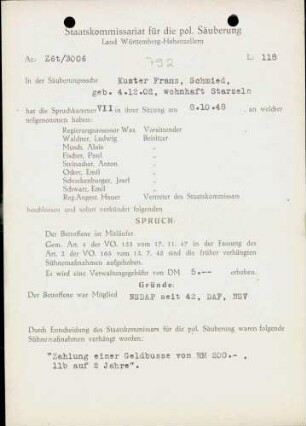 Staatskommissariat für die pol. Säuberung
Land Württemberg-Hohenzollern
Az: Z6t/3006
792
L: 118
In der Säuberungssache Kuster Franz, Schmied,
geb. 4.12.02, wohnhaft Starzeln
hat die Spruchkammer VII in ihrer Sitzung am 8.10.48, an welcher
teilgenommen haben:
Regierungsassessor Wax Vorsitzender
Waldner, Ludwig Beisitzer
Musch, Alois
Fischer, Paul "
Steinacher, Anton "
Oder, Emil "
Schnekenburger, Josef "
Schwarz, Emil "
Reg.Angest. Hauer Vertreter des Staatskommissars
beschlossen und sofort verkündet folgenden
SPRUCH
Der Betroffene ist Mitläufer.
Gem. Art. 4 der VO. 133 vom 17. 11. 47 in der Fassung des
Art. 2 der VO. 165 vom 13. 7. 48 sind die früher verhängten
Sühnemaßnahmen aufgehoben.
Es wird eine Verwaltungsgebühr von DM 5.-- erhoben.
Gründe:
Der Betroffene war Mitglied NSDAP seit 42, DAF, NSV
Durch Entscheidung des Staatskommissars für die pol. Säuberung waren folgende
Sühnemaßnahmen verhängt worden:
"Zahlung einer Geldbusse von RM 200.- ,
11b auf 2 Jahre".